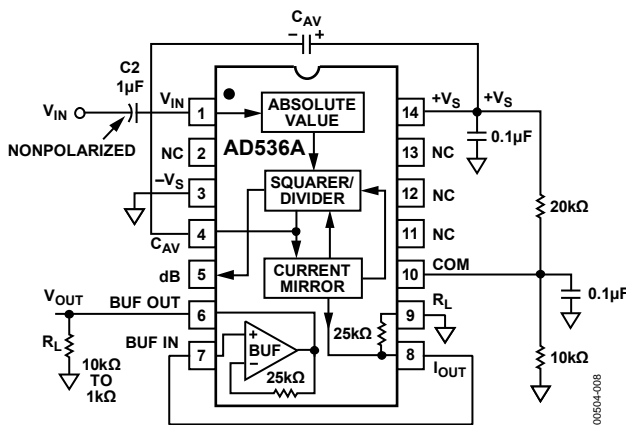 CAV
– +
C2
1µF
VIN
VIN
NONPOLARIZED
1
ABSOLUTE
VALUE
14
+VS
+VS
0.1µF
NC
2
AD536A
13
NC
–VS
3
SQUARER/
DIVIDER
12
NC
20kΩ
4
CAV
11
NC
dB
5
CURRENT
MIRROR
10
COM
0.1µF
VOUT
BUF OUT
6
9
RL
RL
10kΩ
TO
1kΩ
BUF IN
7
+
BUF
–
25kΩ
25kΩ
8
IOUT
10kΩ
00504-008